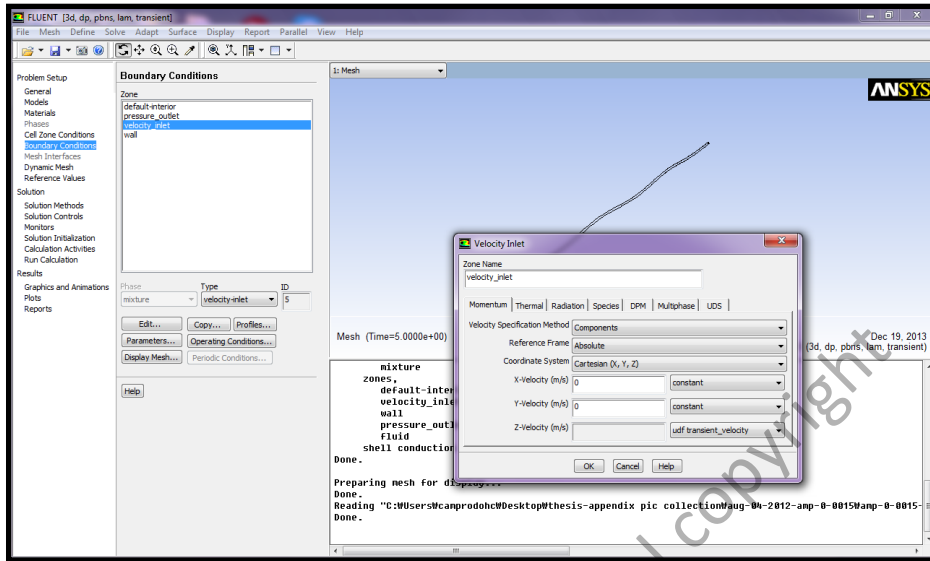 FLUENT [3d, dp, pbns, lam, transient]
File Mesh Define Solve Adapt Surface Display Report Parallel View Help
Problem Setup
General
Models
Materials
Phases
Cell Zone Conditions
Boundary Conditions
Mesh Interfaces
Dynamic Mesh
Reference Values
Solution
Solution Methods
Solution Controls
Monitors
Solution Initialization
Calculation Activities
Run Calculation
Results
Graphics and Animations
Plots
Reports
Boundary Conditions
Zone
default-interior
pressure_outlet
velocity_inlet
wall
Phase Type ID
mixture velocity-inlet 5
Edit... Copy... Profiles...
Parameters... Operating Conditions...
Display Mesh... Periodic Conditions...
Help
1: Mesh
ANSYS
Mesh (Time=5.0000e+00)
Dec 19, 2013
(3d, dp, pbns, lam, transient)
Velocity Inlet
Zone Name
velocity_inlet
Momentum Thermal Radiation Species DPM Multiphase UDS
Velocity Specification Method Components
Reference Frame Absolute
Coordinate System Cartesian (X, Y, Z)
X-Velocity (m/s) 0 constant
Y-Velocity (m/s) 0 constant
Z-Velocity (m/s) udf transient_velocity
OK Cancel Help
mixture
zones,
default-inter
velocity_inle
wall
pressure_outl
fluid
shell conduction
Done.
Preparing mesh for display...
Done.
Reading "C:₩Users₩camprodohc₩Desktop₩thesis-appendix pic collection₩aug-04-2012-amp-0-0015₩amp-0-0015-
Done.
copyright